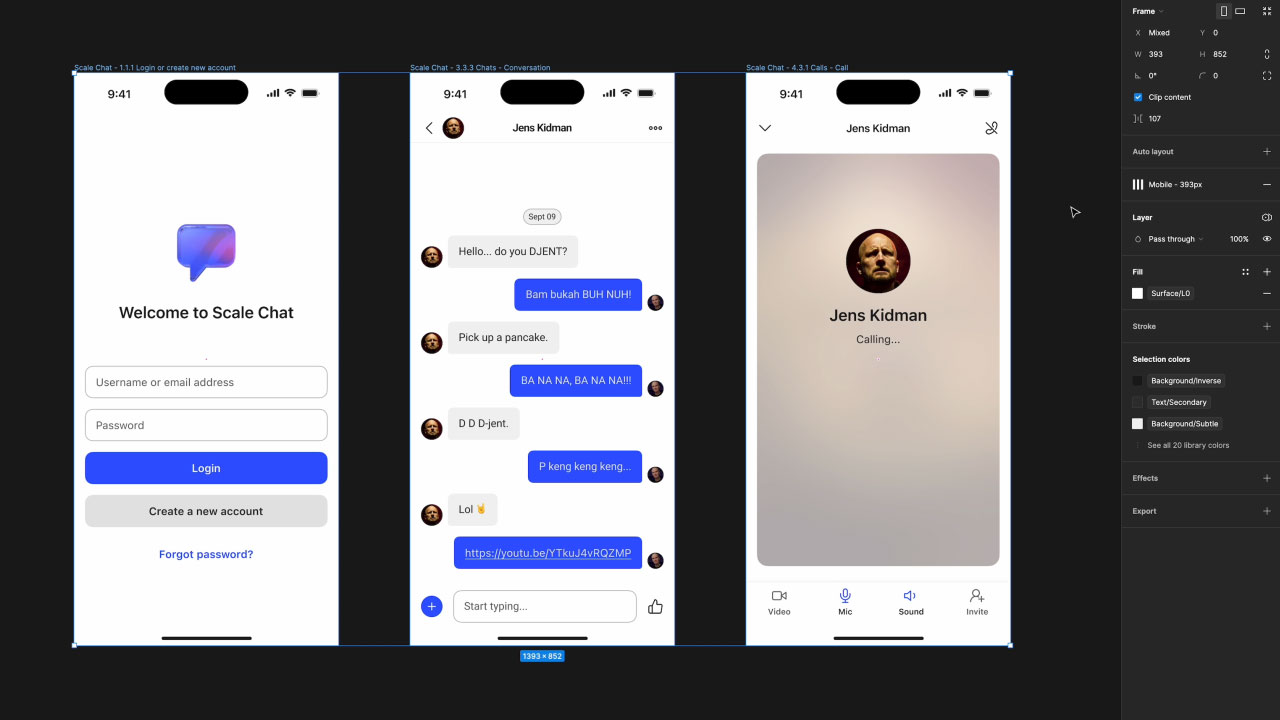 Scale Chat - 1.1.1 Login or create new account
9:41
Welcome to Scale Chat
Username or email address
Password
Login
Create a new account
Forgot password?
Scale Chat - 3.3.3 Chats - Conversation
9:41
Jens Kidman
Sept 09
Hello... do you DJENT?
Bam bukah BUH NUH!
Pick up a pancake.
BA NA NA, BA NA NA!!!
D D D-jent.
P keng keng keng...
Lol 🤘
https://youtu.be/YTkuJ4vRQZMP
Start typing...
Scale Chat - 4.3.1 Calls - Call
9:41
Jens Kidman
Jens Kidman
Calling...
Video
Mic
Sound
Invite
1393 × 852
Frame
X Mixed Y 0
W 393 H 852
0° 0
Clip content
107
Auto layout
Mobile - 393px
Layer
Pass through 100%
Fill
Surface/L0
Stroke
Selection colors
Background/Inverse
Text/Secondary
Background/Subtle
See all 20 library colors
Effects
Export